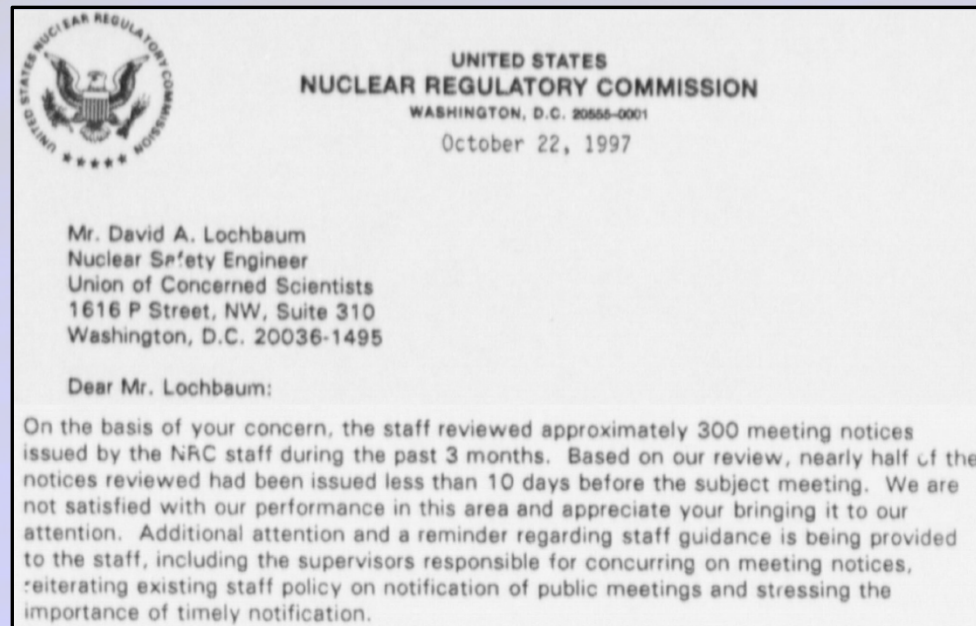 UNITED STATES NUCLEAR REGULATORY COMMISSION
UNITED STATES
NUCLEAR REGULATORY COMMISSION
WASHINGTON, D.C. 20555-0001
October 22, 1997
Mr. David A. Lochbaum
Nuclear Safety Engineer
Union of Concerned Scientists
1616 P Street, NW, Suite 310
Washington, D.C. 20036-1495
Dear Mr. Lochbaum:
On the basis of your concern, the staff reviewed approximately 300 meeting notices
issued by the NRC staff during the past 3 months. Based on our review, nearly half of the
notices reviewed had been issued less than 10 days before the subject meeting. We are
not satisfied with our performance in this area and appreciate your bringing it to our
attention. Additional attention and a reminder regarding staff guidance is being provided
to the staff, including the supervisors responsible for concurring on meeting notices,
reiterating existing staff policy on notification of public meetings and stressing the
importance of timely notification.